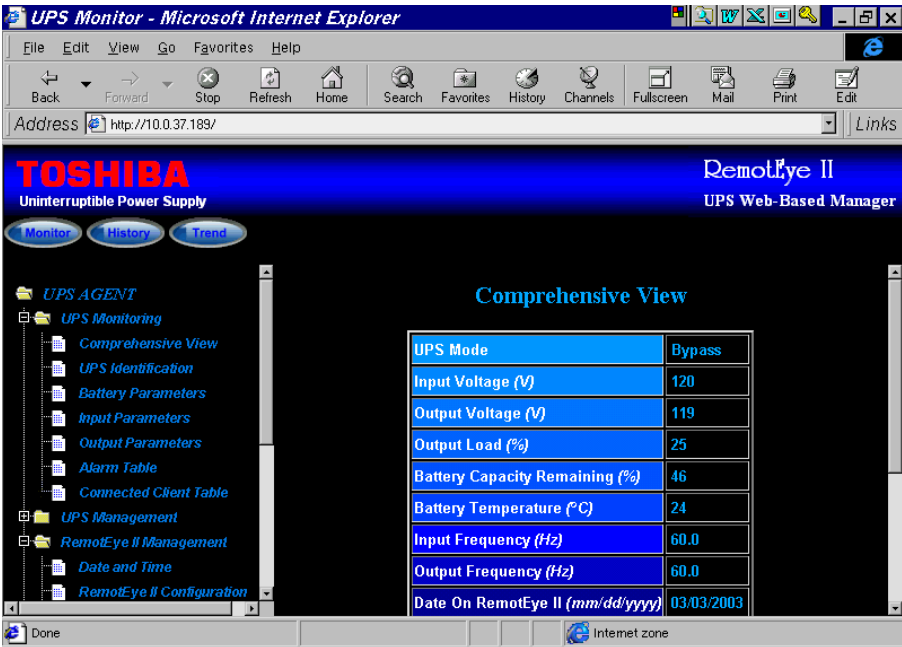 UPS Monitor - Microsoft Internet Explorer
File Edit View Go Favorites Help
Back Forward Stop Refresh Home Search Favorites History Channels Fullscreen Mail Print Edit
Address http://10.0.37.189/ Links
TOSHIBA
Uninterruptible Power Supply
RemotEye II
UPS Web-Based Manager
Monitor History Trend
UPS AGENT
UPS Monitoring
Comprehensive View
UPS Identification
Battery Parameters
Input Parameters
Output Parameters
Alarm Table
Connected Client Table
UPS Management
RemotEye II Management
Date and Time
RemotEye II Configuration
Comprehensive View
UPS Mode Bypass
Input Voltage (V) 120
Output Voltage (V) 119
Output Load (%) 25
Battery Capacity Remaining (%) 46
Battery Temperature (°C) 24
Input Frequency (Hz) 60.0
Output Frequency (Hz) 60.0
Date On RemotEye II (mm/dd/yyyy) 03/03/2003
Done Internet zone